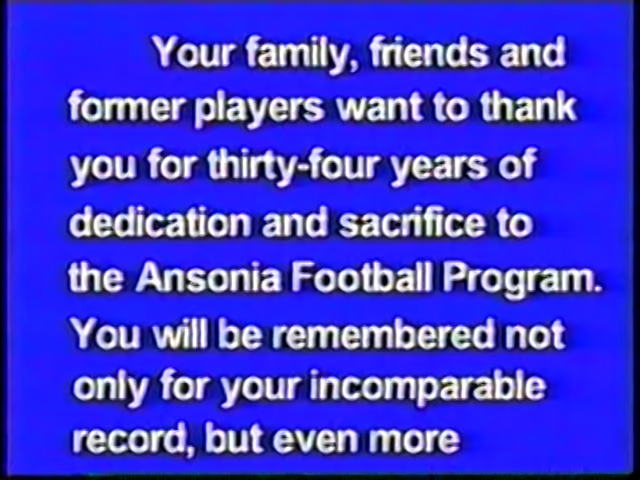 Your family, friends and
former players want to thank
you for thirty-four years of
dedication and sacrifice to
the Ansonia Football Program.
You will be remembered not
only for your incomparable
record, but even more